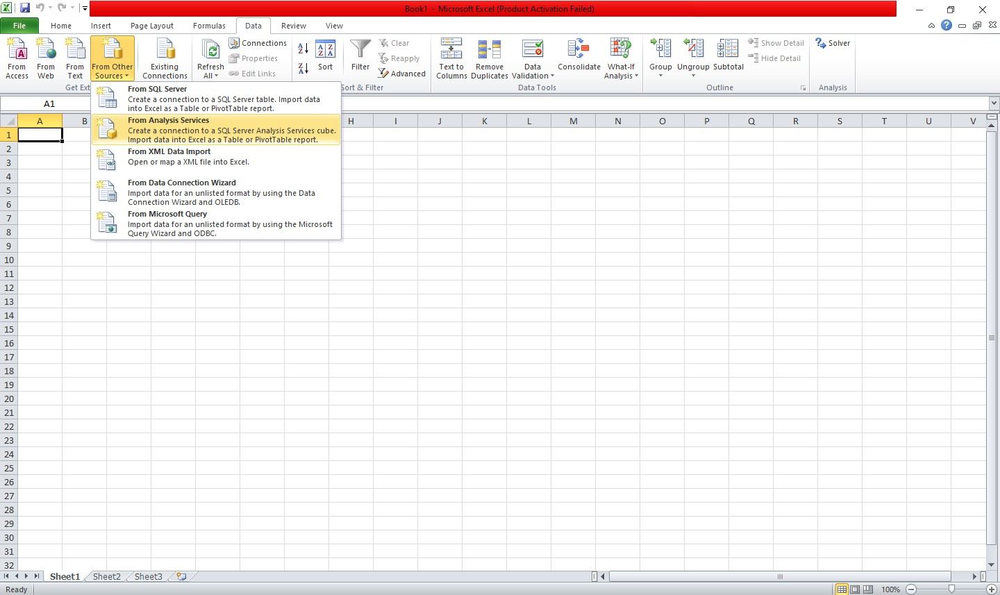 Book1 - Microsoft Excel (Product Activation Failed)
File Home Insert Page Layout Formulas Data Review View
From Access
From Web
From Text
From Other Sources
Existing Connections
Refresh All
Connections
Properties
Edit Links
Sort
Filter
Clear
Reapply
Advanced
Text to Columns
Remove Duplicates
Data Validation
Consolidate
What-If Analysis
Group
Ungroup
Subtotal
Show Detail
Hide Detail
Solver
Get Ext
Sort & Filter
Data Tools
Outline
Analysis
From SQL Server
Create a connection to a SQL Server table. Import data
into Excel as a Table or PivotTable report.
From Analysis Services
Create a connection to a SQL Server Analysis Services cube.
Import data into Excel as a Table or PivotTable report.
From XML Data Import
Open or map a XML file into Excel.
From Data Connection Wizard
Import data for an unlisted format by using the Data
Connection Wizard and OLEDB.
From Microsoft Query
Import data for an unlisted format by using the Microsoft
Query Wizard and ODBC.
A1
A B H I J K L M N O P Q R S T U V
1
2
3
4
5
6
7
8
9
10
11
12
13
14
15
16
17
18
19
20
21
22
23
24
25
26
27
28
29
30
31
32
Sheet1 Sheet2 Sheet3
Ready 100%